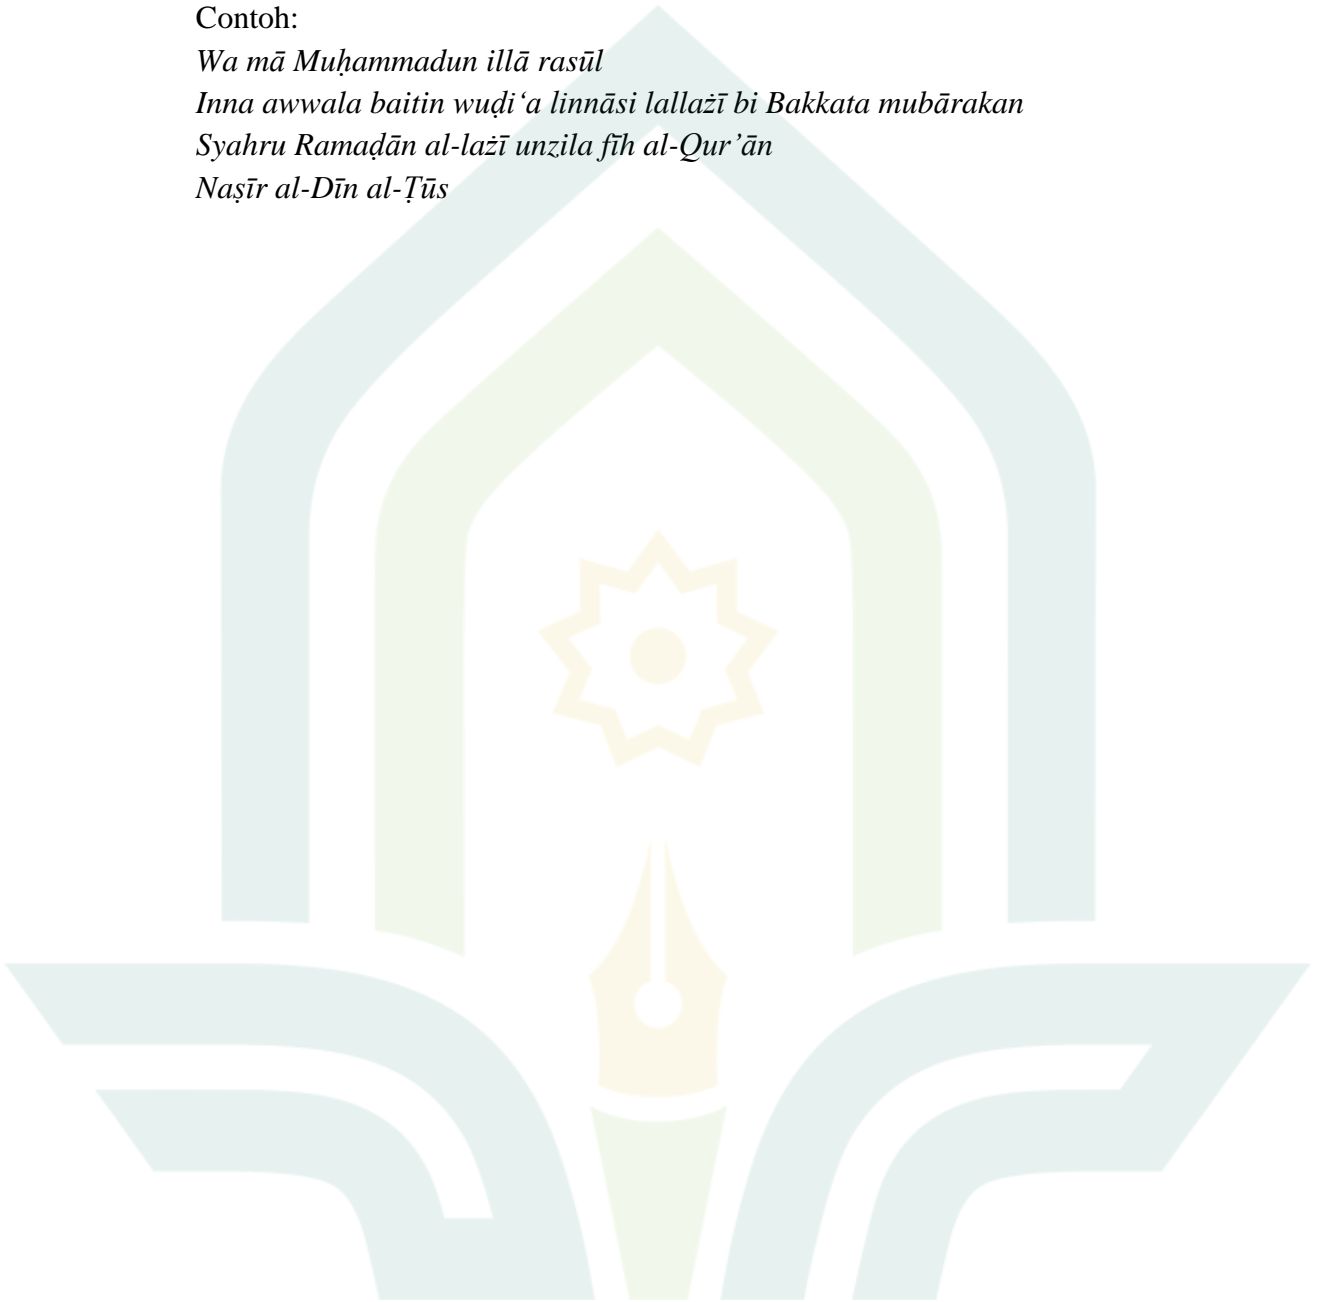 Contoh:
Wa mā Muḥammadun illā rasūl
Inna awwala baitin wuḍi‘a linnāsi lallażī bi Bakkata mubārakan
Syahru Ramaḍān al-lażī unzila fīh al-Qur’ān
Naṣīr al-Dīn al-Ṭūs